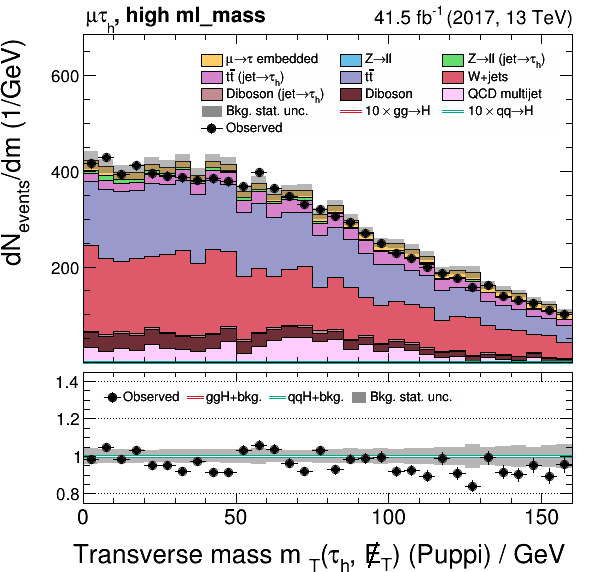 μτh, high ml_mass 41.5 fb⁻¹ (2017, 13 TeV)
μ→τ embedded Z→ll Z→ll (jet→τh)
tt̄ (jet→τh) tt̄ W+jets
Diboson (jet→τh) Diboson QCD multijet
Bkg. stat. unc. 10 × gg→H 10 × qq→H
Observed
dNevents/dm (1/GeV)
600
400
200
Observed ggH+bkg. qqH+bkg. Bkg. stat. unc.
1.4
1.2
1
0.8
0 50 100 150
Transverse mass m T(τh, E̸T) (Puppi) / GeV